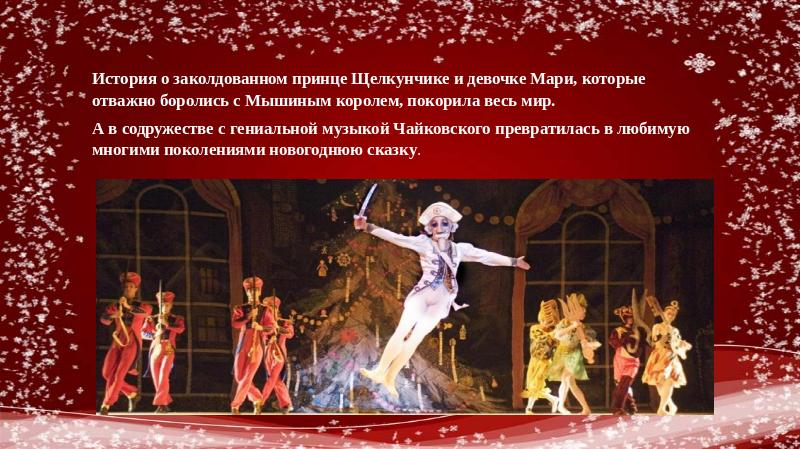 История о заколдованном принце Щелкунчике и девочке Мари, которые
отважно боролись с Мышиным королем, покорила весь мир.
А в содружестве с гениальной музыкой Чайковского превратилась в любимую
многими поколениями новогоднюю сказку.